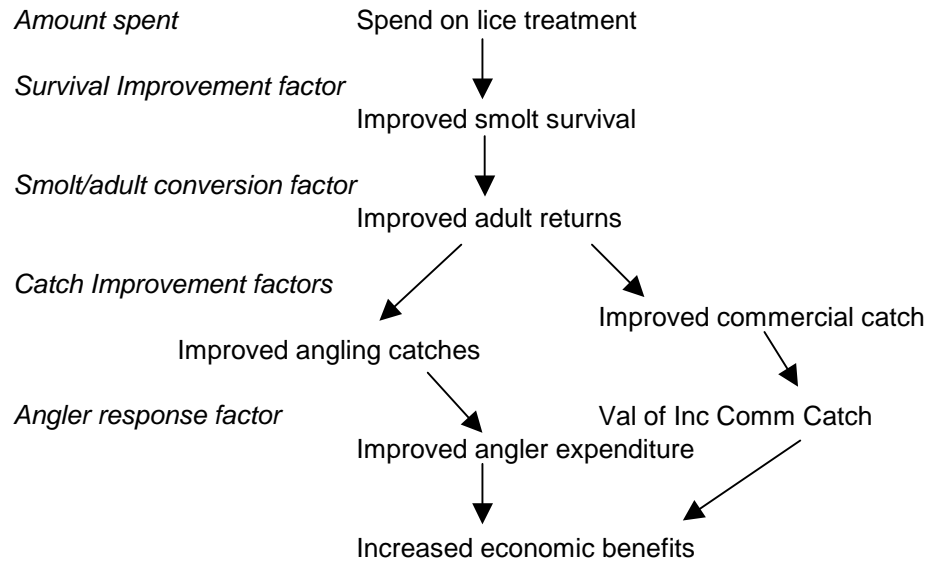 Amount spent
Spend on lice treatment
Survival Improvement factor
Improved smolt survival
Smolt/adult conversion factor
Improved adult returns
Catch Improvement factors
Improved commercial catch
Improved angling catches
Angler response factor
Val of Inc Comm Catch
Improved angler expenditure
Increased economic benefits